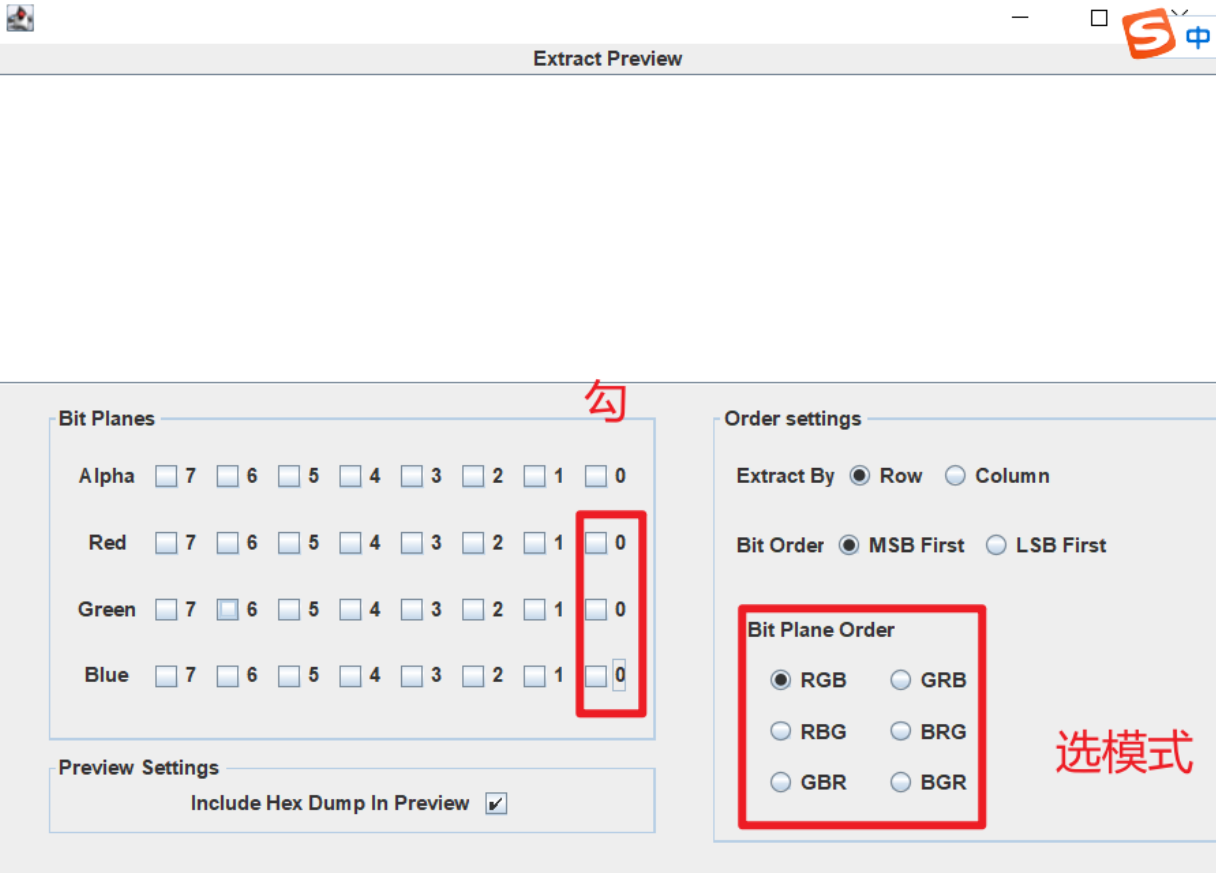 中
Extract Preview
勾
Bit Planes
Alpha 7 6 5 4 3 2 1 0
Red 7 6 5 4 3 2 1 0
Green 7 6 5 4 3 2 1 0
Blue 7 6 5 4 3 2 1 0
Preview Settings
Include Hex Dump In Preview
Order settings
Extract By Row Column
Bit Order MSB First LSB First
Bit Plane Order
RGB GRB
RBG BRG
GBR BGR
选模式